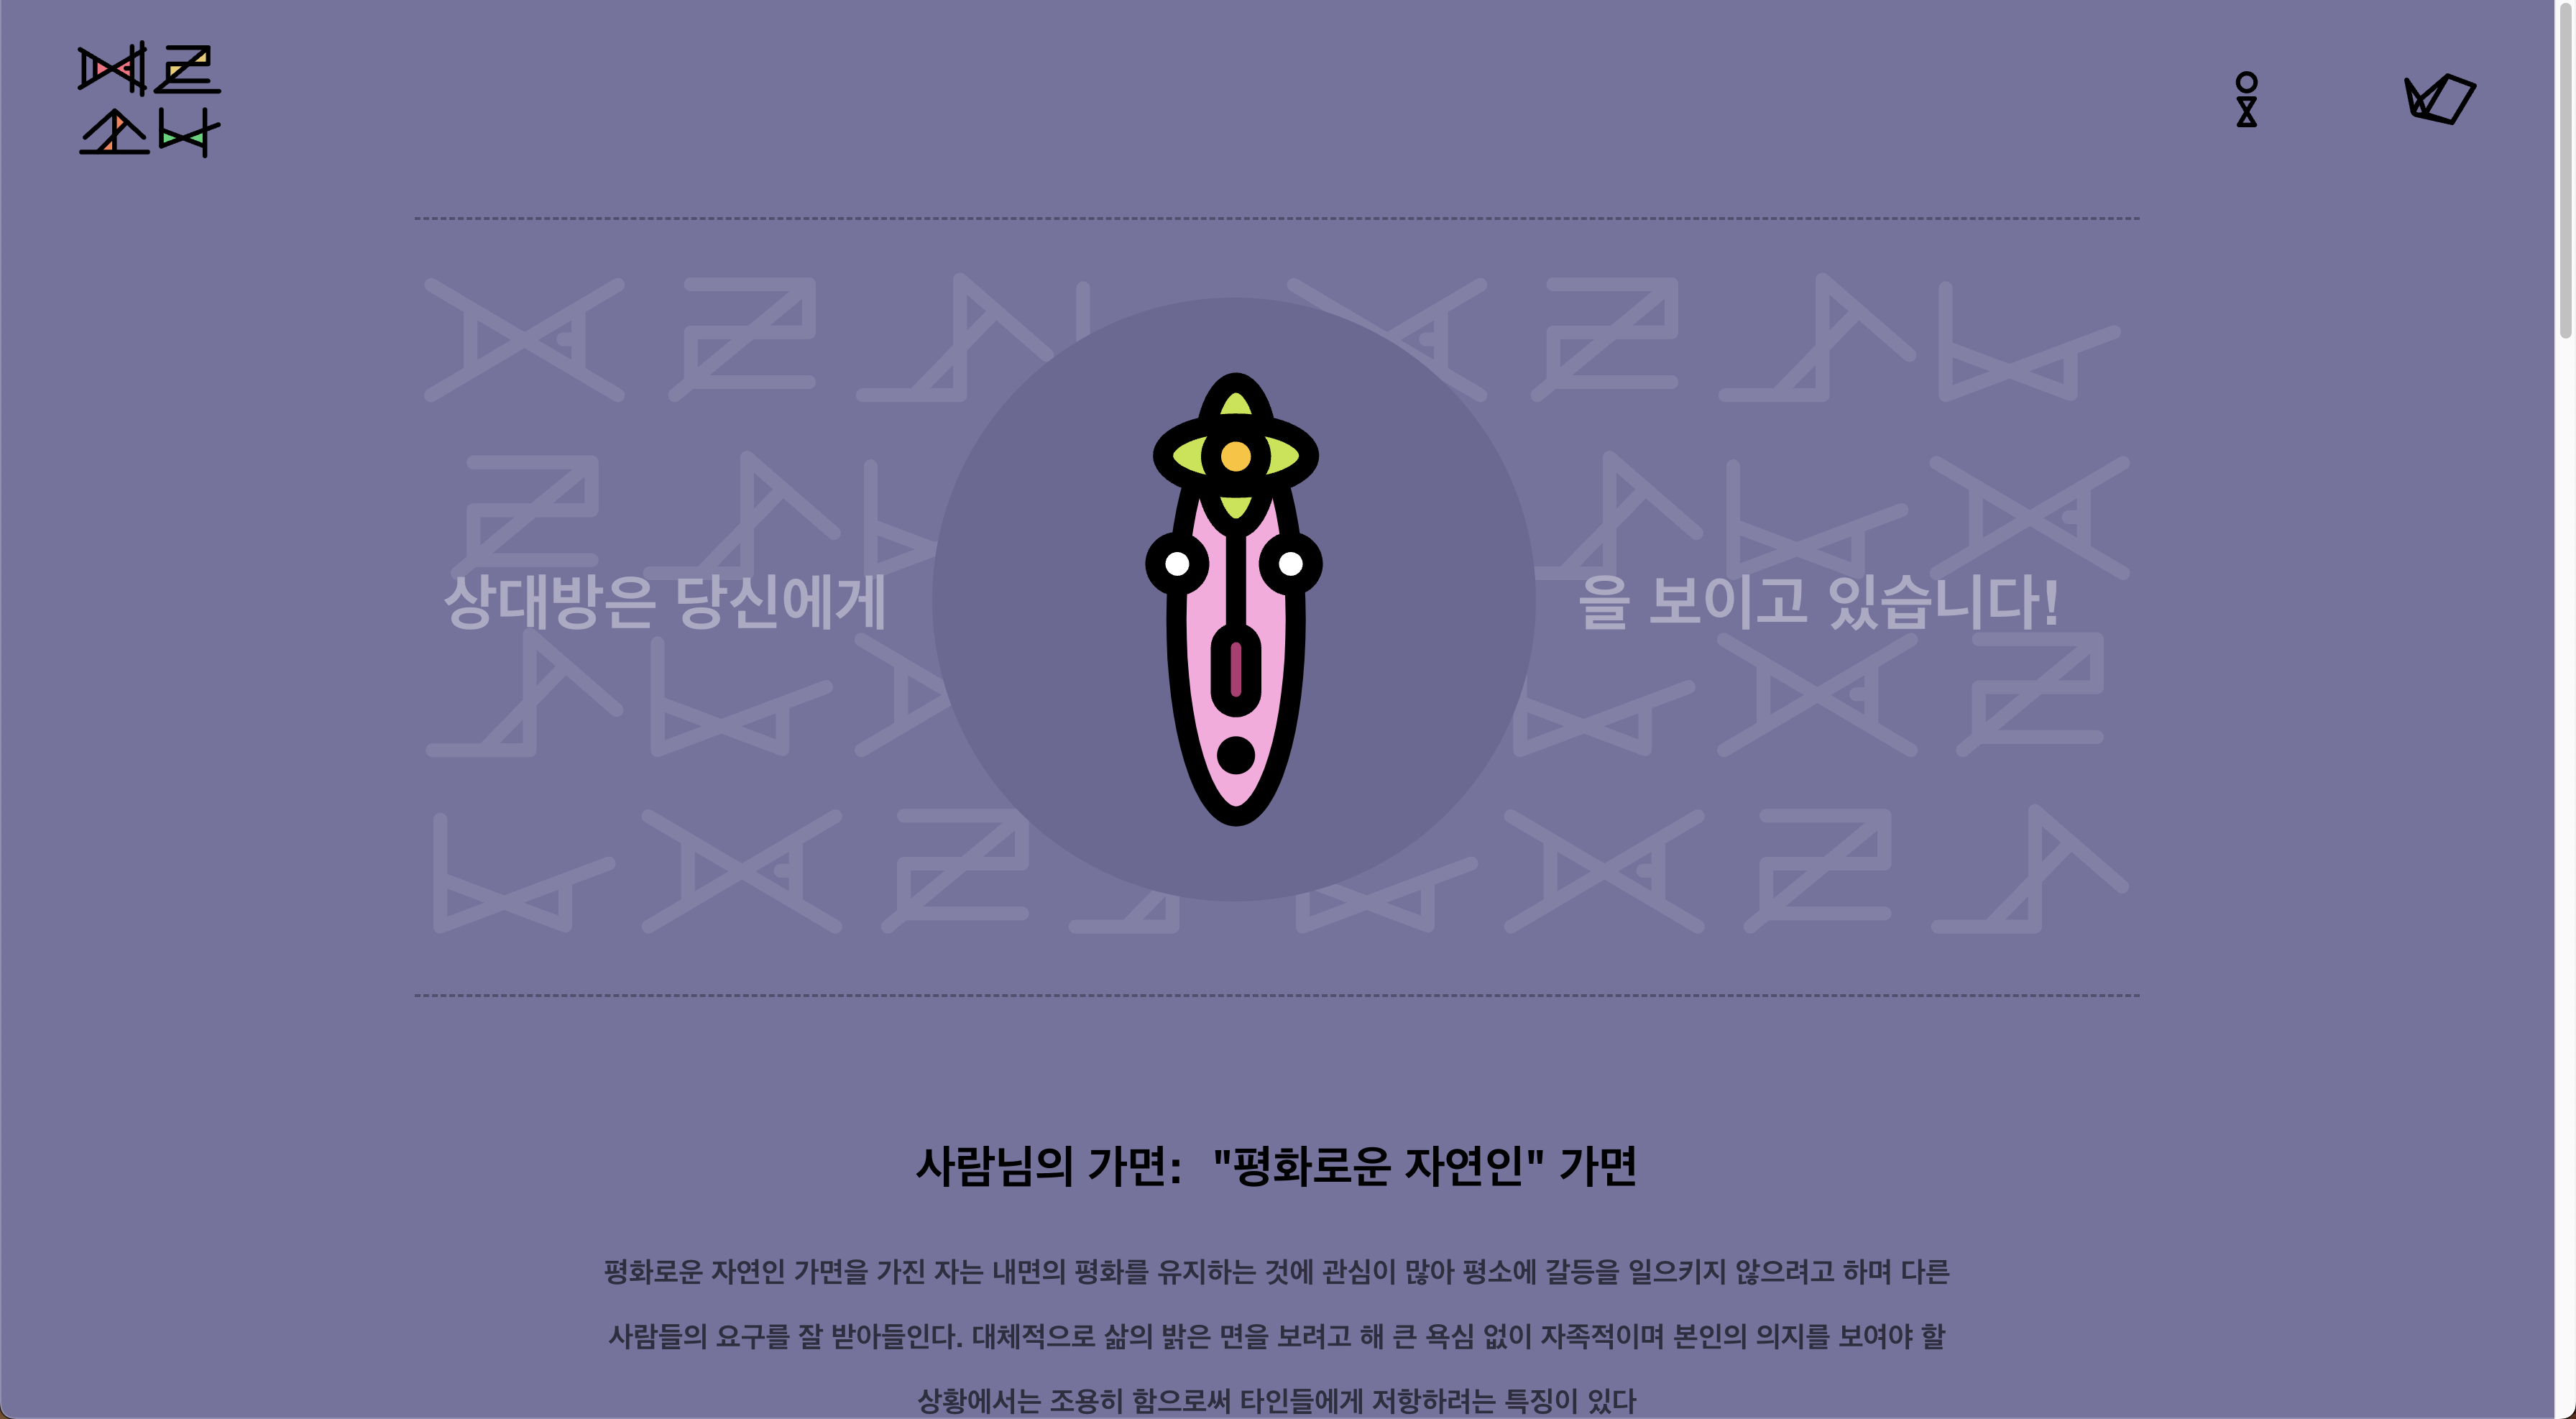 상대방은 당신에게
을 보이고 있습니다!
사람님의 가면: "평화로운 자연인" 가면
평화로운 자연인 가면을 가진 자는 내면의 평화를 유지하는 것에 관심이 많아 평소에 갈등을 일으키지 않으려고 하며 다른
사람들의 요구를 잘 받아들인다. 대체적으로 삶의 밝은 면을 보려고 해 큰 욕심 없이 자족적이며 본인의 의지를 보여야 할
상황에서는 조용히 함으로써 타인들에게 저항하려는 특징이 있다